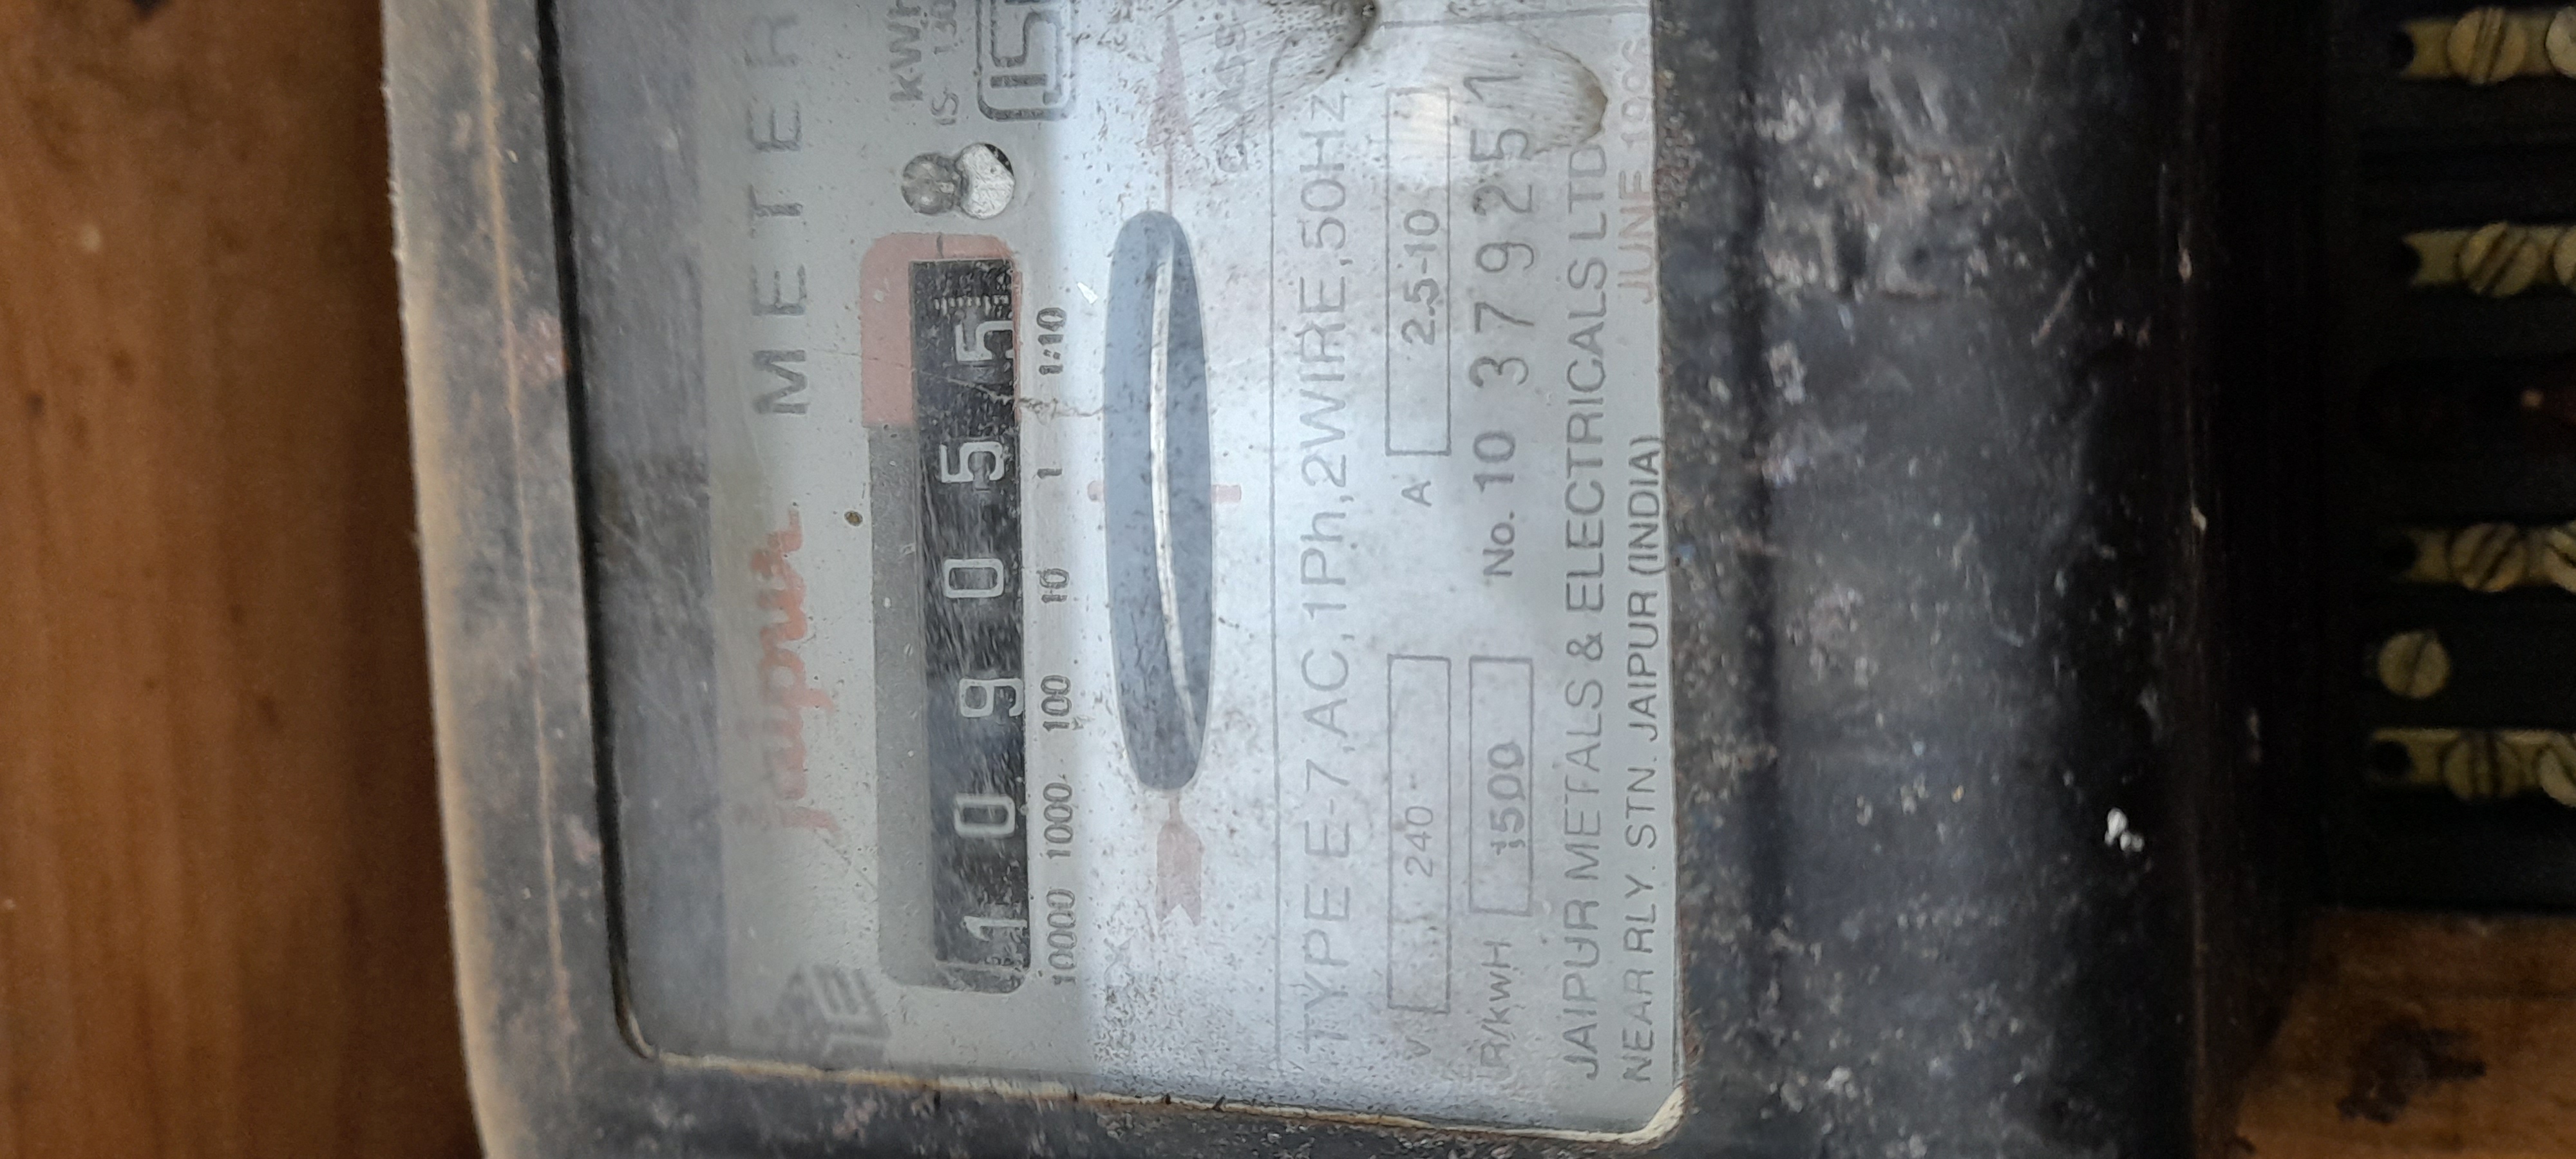 jaipur METER
KWH
109055
10000 1000 100 10 1 1:10
TYPE E-7, AC, 1Ph, 2WIRE, 50HZ
V 240 A 2.5-10
R/kWH 1500 No. 10 379251
JAIPUR METALS & ELECTRICALS LTD
NEAR RLY. STN. JAIPUR (INDIA) JUNE